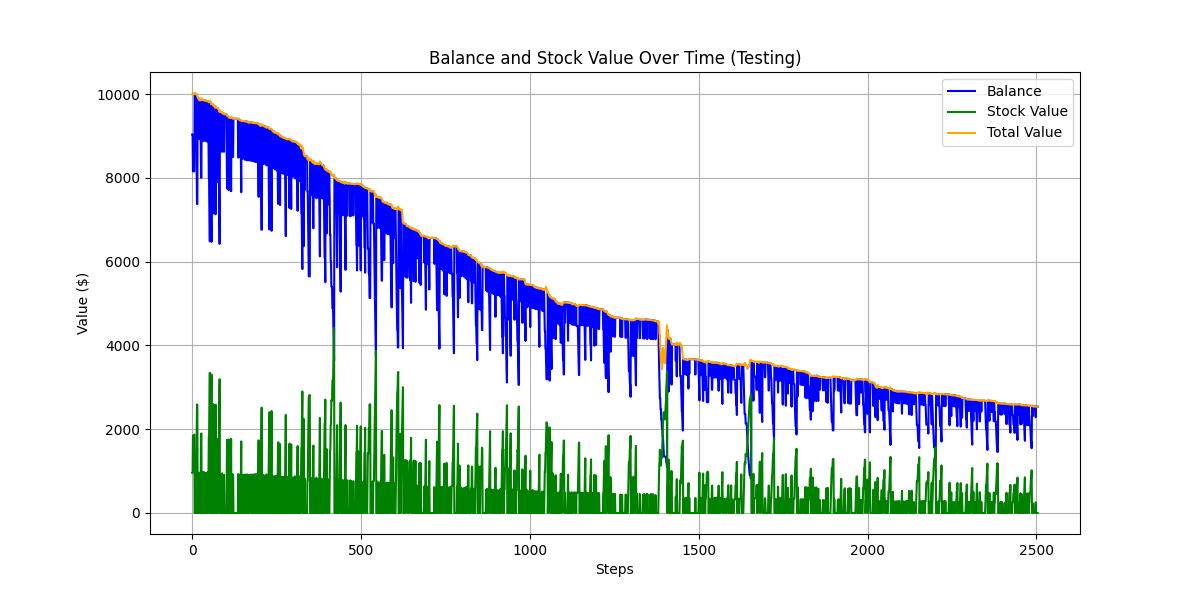 Balance and Stock Value Over Time (Testing)
Balance
Stock Value
Total Value
Value ($)
10000
8000
6000
4000
2000
0
0 500 1000 1500 2000 2500
Steps